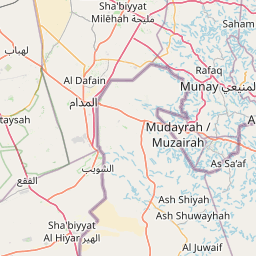 Sha'biyyat
Milēhah مليحة
Saham
لهباب
Al Dafain
Rafaq
المدام
Munay المنيعي
Mudayrah /
Muzairah
taysah
As Sa'af
الشويب
الفقع
Ash Shiyah
Ash Shuwayhah
Sha'biyyat
Al Hiyar الهير
Al Juwaif